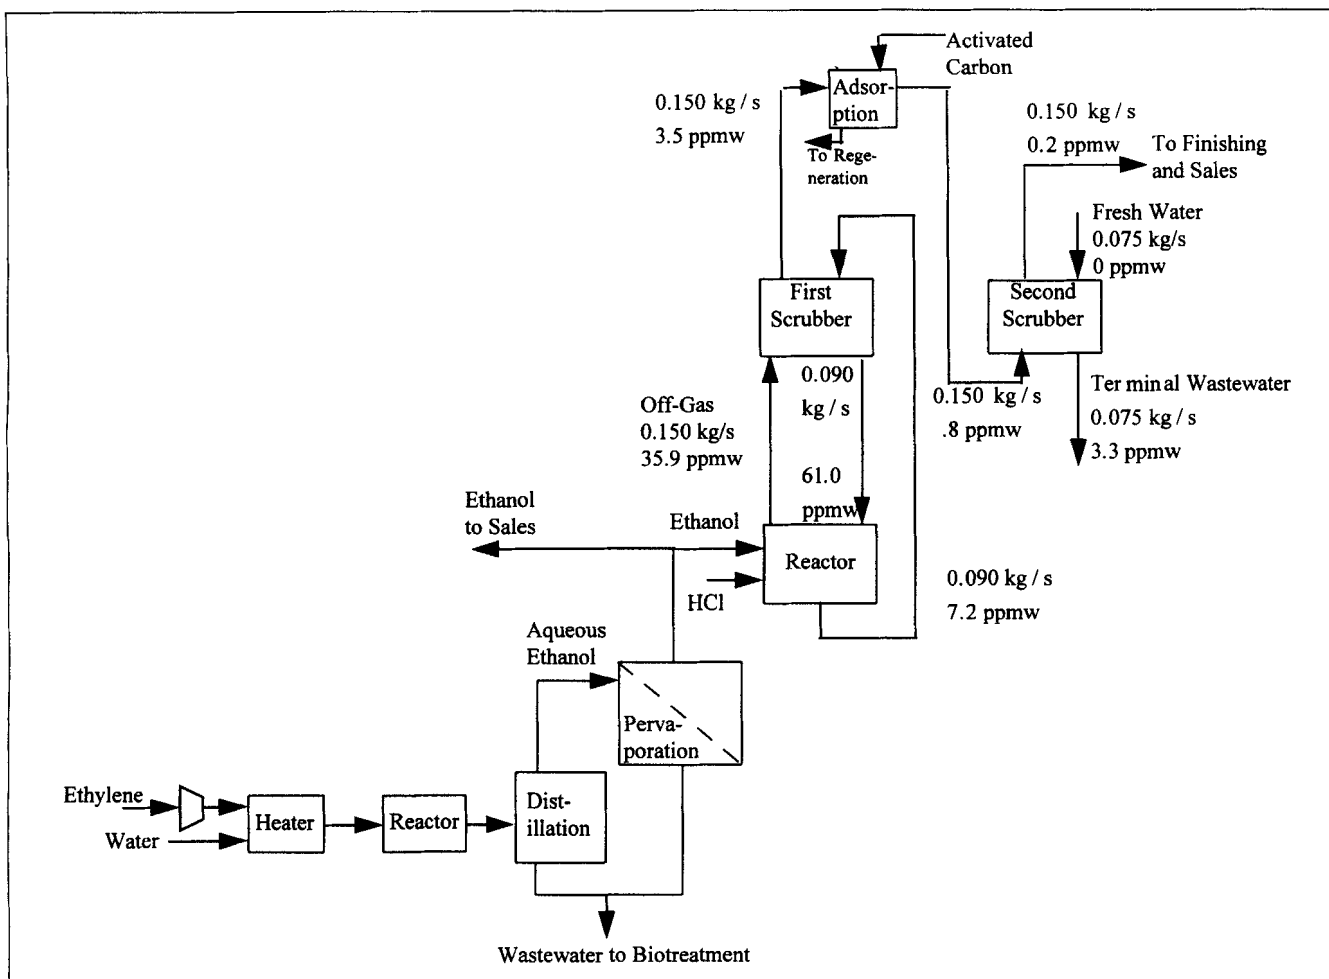 Activated
Carbon
Adsor-
ption
0.150 kg / s
3.5 ppmw
To Rege-
neration
0.150 kg / s
0.2 ppmw
To Finishing
and Sales
Fresh Water
0.075 kg/s
0 ppmw
First
Scrubber
Second
Scrubber
0.090
kg / s
61.0
ppmw
Off-Gas
0.150 kg/s
35.9 ppmw
0.150 kg / s
.8 ppmw
Ter minal Wastewater
0.075 kg / s
3.3 ppmw
Ethanol
to Sales
Ethanol
HCl
Reactor
0.090 kg / s
7.2 ppmw
Aqueous
Ethanol
Perva-
poration
Ethylene
Water
Heater
Reactor
Dist-
illation
Wastewater to Biotreatment